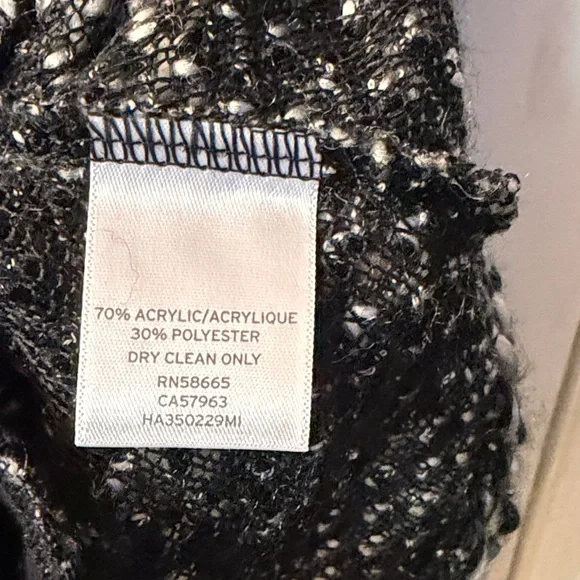 70% ACRYLIC/ACRYLIQUE
30% POLYESTER
DRY CLEAN ONLY
RN58665
CA57963
HA350229MI